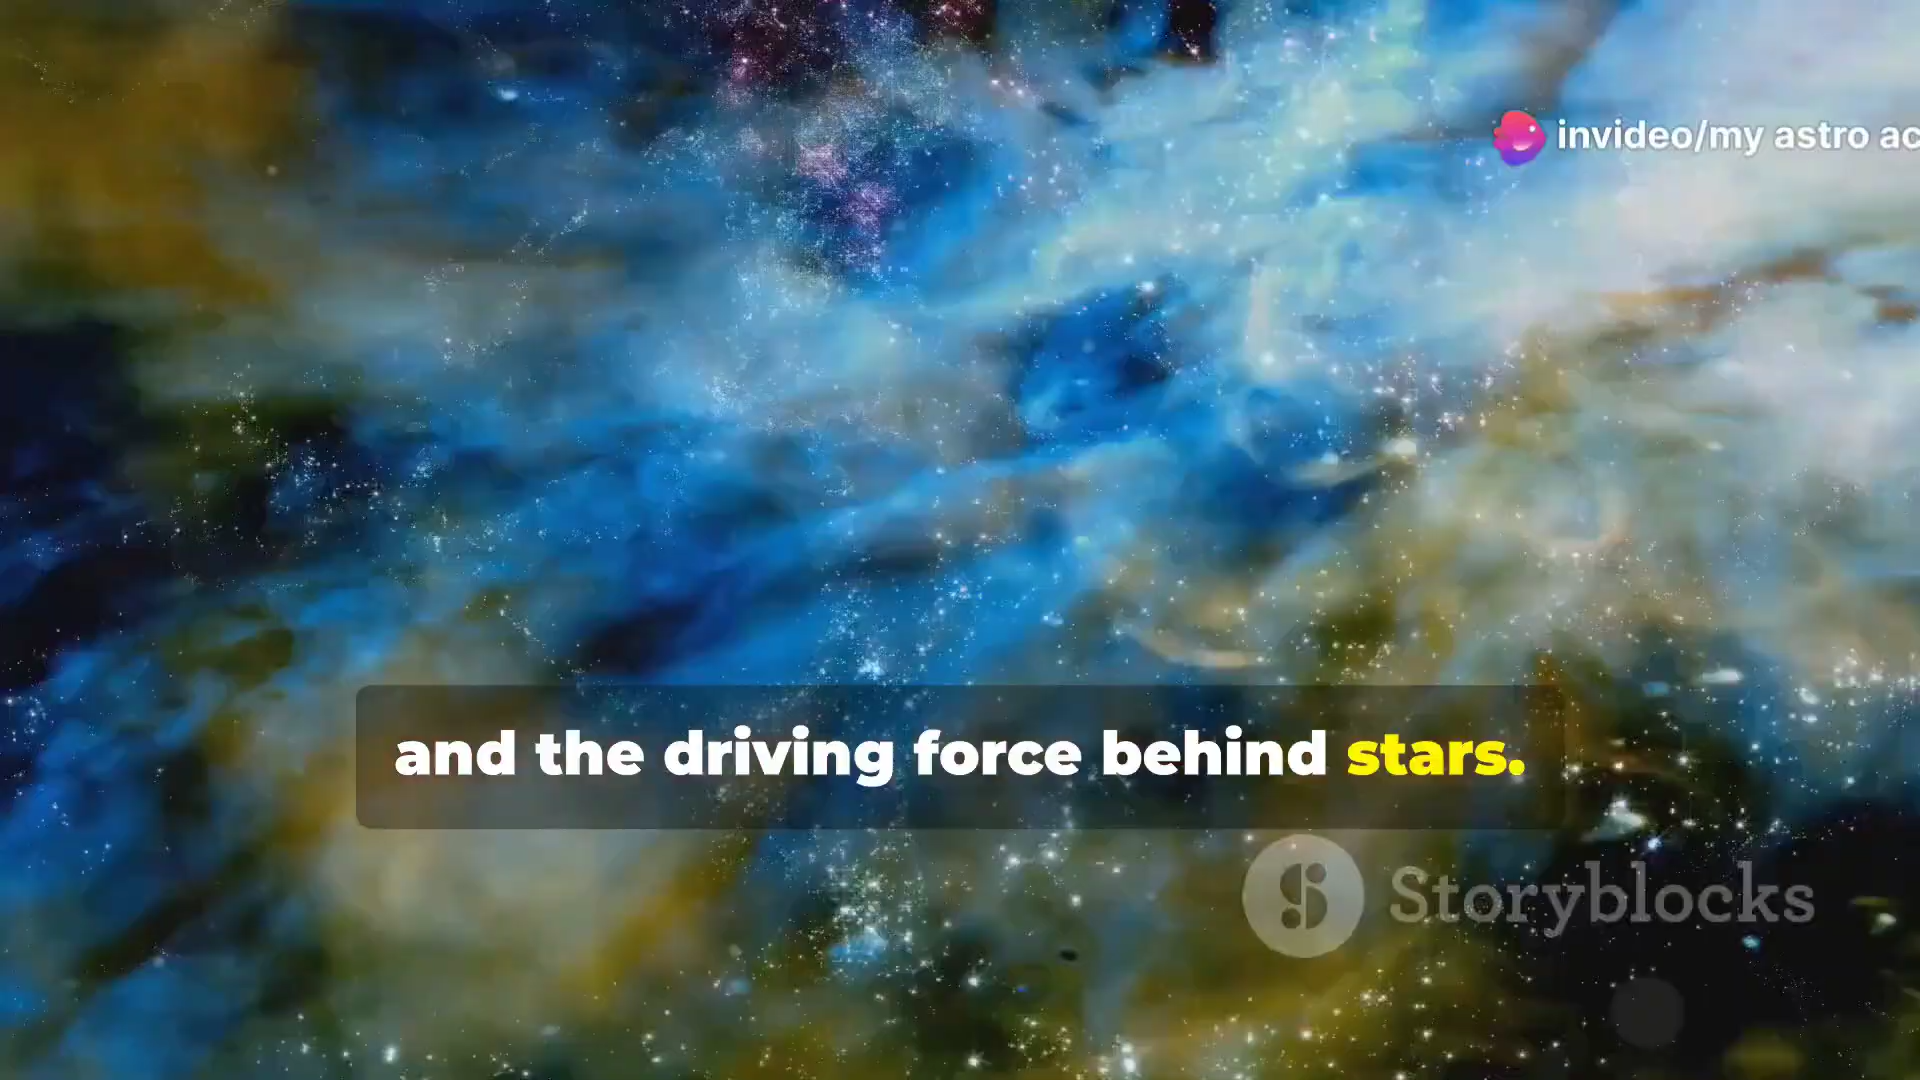 invideo/my astro ac
and the driving force behind stars.
Storyblocks